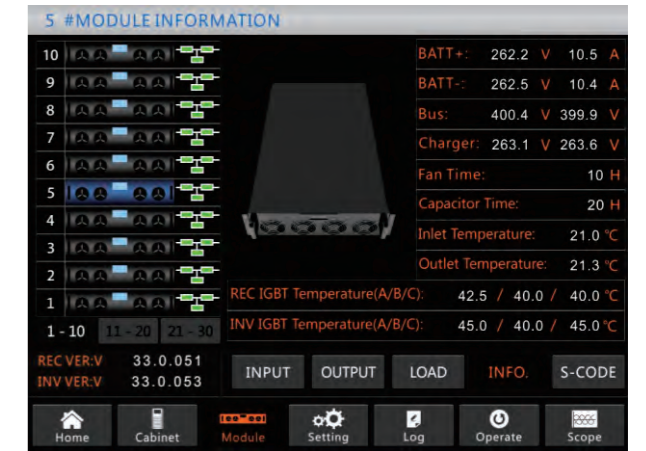 5 #MODULE INFORMATION
10
9
8
7
6
5
4
3
2
1
1 - 10 11 - 20 21 - 30
REC VER:V 33.0.051
INV VER:V 33.0.053
BATT+: 262.2 V 10.5 A
BATT-: 262.5 V 10.4 A
Bus: 400.4 V 399.9 V
Charger: 263.1 V 263.6 V
Fan Time: 10 H
Capacitor Time: 20 H
Inlet Temperature: 21.0 ℃
Outlet Temperature: 21.3 ℃
REC IGBT Temperature(A/B/C): 42.5 / 40.0 / 40.0 ℃
INV IGBT Temperature(A/B/C): 45.0 / 40.0 / 45.0 ℃
INPUT OUTPUT LOAD INFO. S-CODE
Home Cabinet Module Setting Log Operate Scope